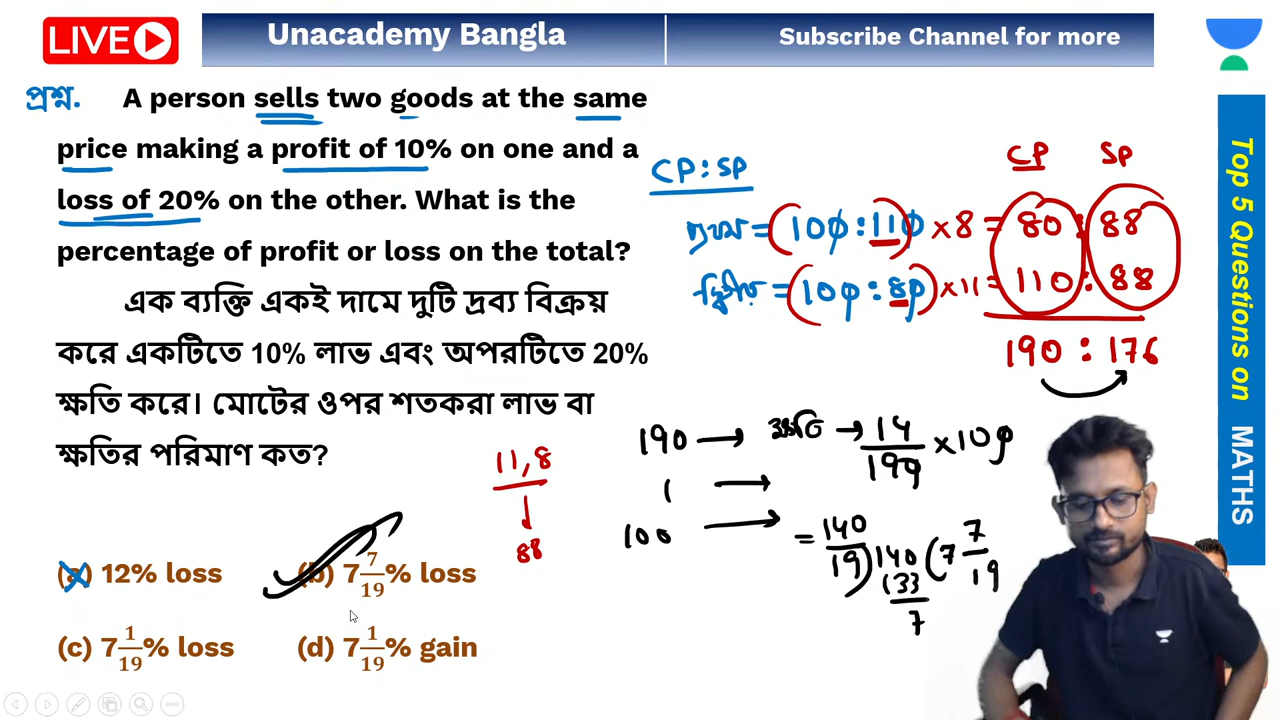 LIVE
Unacademy Bangla
Subscribe Channel for more
প্রশ্ন. A person sells two goods at the same
price making a profit of 10% on one and a
loss of 20% on the other. What is the
percentage of profit or loss on the total?
এক ব্যক্তি একই দামে দুটি দ্রব্য বিক্রয়
করে একটিতে 10% লাভ এবং অপরটিতে 20%
ক্ষতি করে। মোটের ওপর শতকরা লাভ বা
ক্ষতির পরিমাণ কত?
(a) 12% loss
(b) 7 7/19% loss
(c) 7 1/19% loss
(d) 7 1/19% gain
11, 8
88
CP : SP
CP SP
প্রথম = (100 : 110) × 8 = 80 : 88
দ্বিতীয় = (100 : 80) × 11 = 110 : 88
190 : 176
190 → ক্ষতি → 14/190 × 100
1 →
100 →
= 140/19
19) 140 (7 7/19
133
7
Top 5 Questions on MATHS